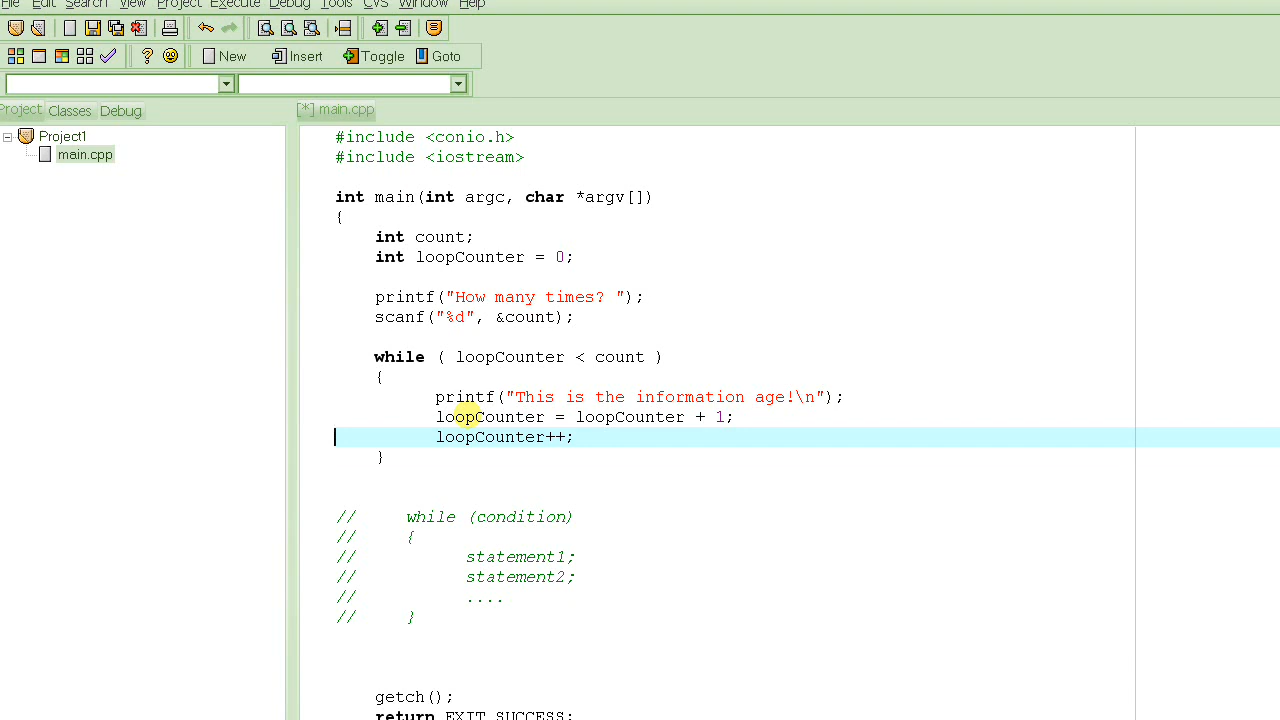 File Edit Search View Project Execute Debug Tools CVS Window Help
New Insert Toggle Goto
Project Classes Debug [*] main.cpp
Project1
main.cpp
#include <conio.h>
#include <iostream>
int main(int argc, char *argv[])
{
int count;
int loopCounter = 0;
printf("How many times? ");
scanf("%d", &count);
while ( loopCounter < count )
{
printf("This is the information age!\n");
loopCounter = loopCounter + 1;
loopCounter++;
}
// while (condition)
// {
// statement1;
// statement2;
// ....
// }
getch();
return EXIT_SUCCESS;